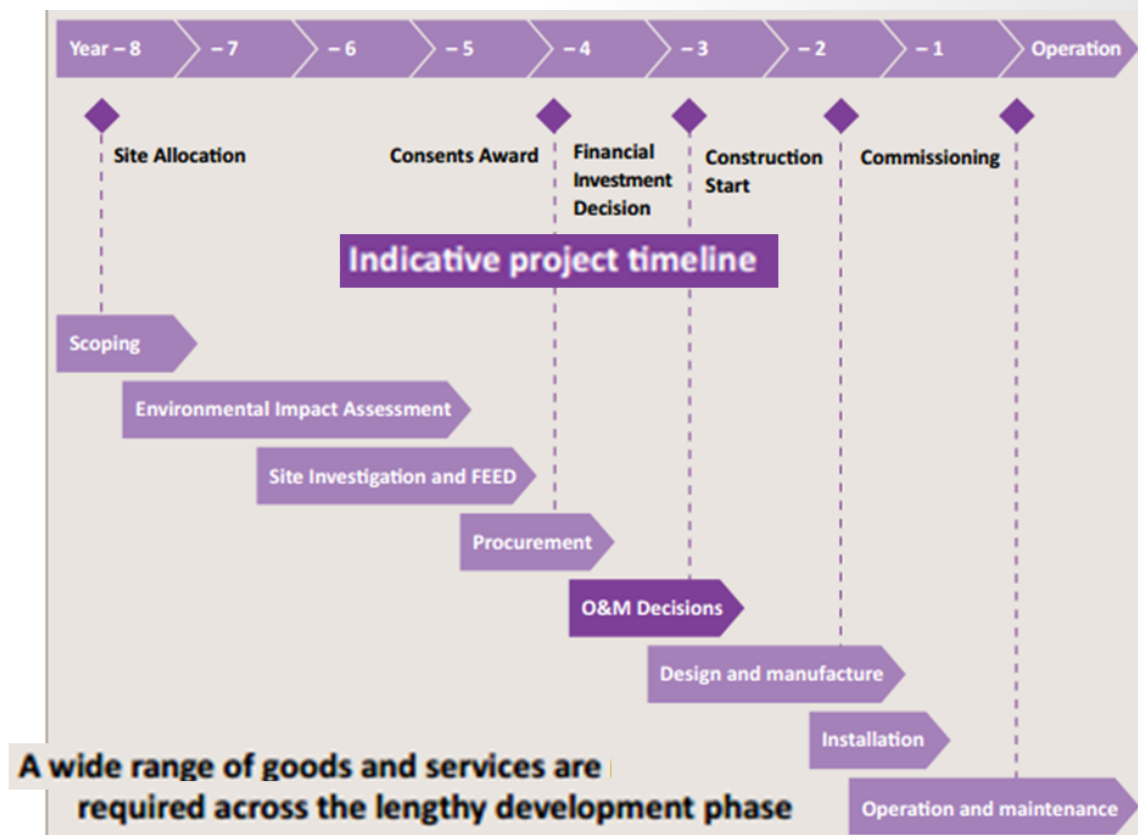 Year – 8
– 7
– 6
– 5
– 4
– 3
– 2
– 1
Operation
Site Allocation
Consents Award
Financial
Investment
Decision
Construction
Start
Commissioning
Indicative project timeline
Scoping
Environmental Impact Assessment
Site Investigation and FEED
Procurement
O&M Decisions
Design and manufacture
Installation
A wide range of goods and services are
required across the lengthy development phase
Operation and maintenance